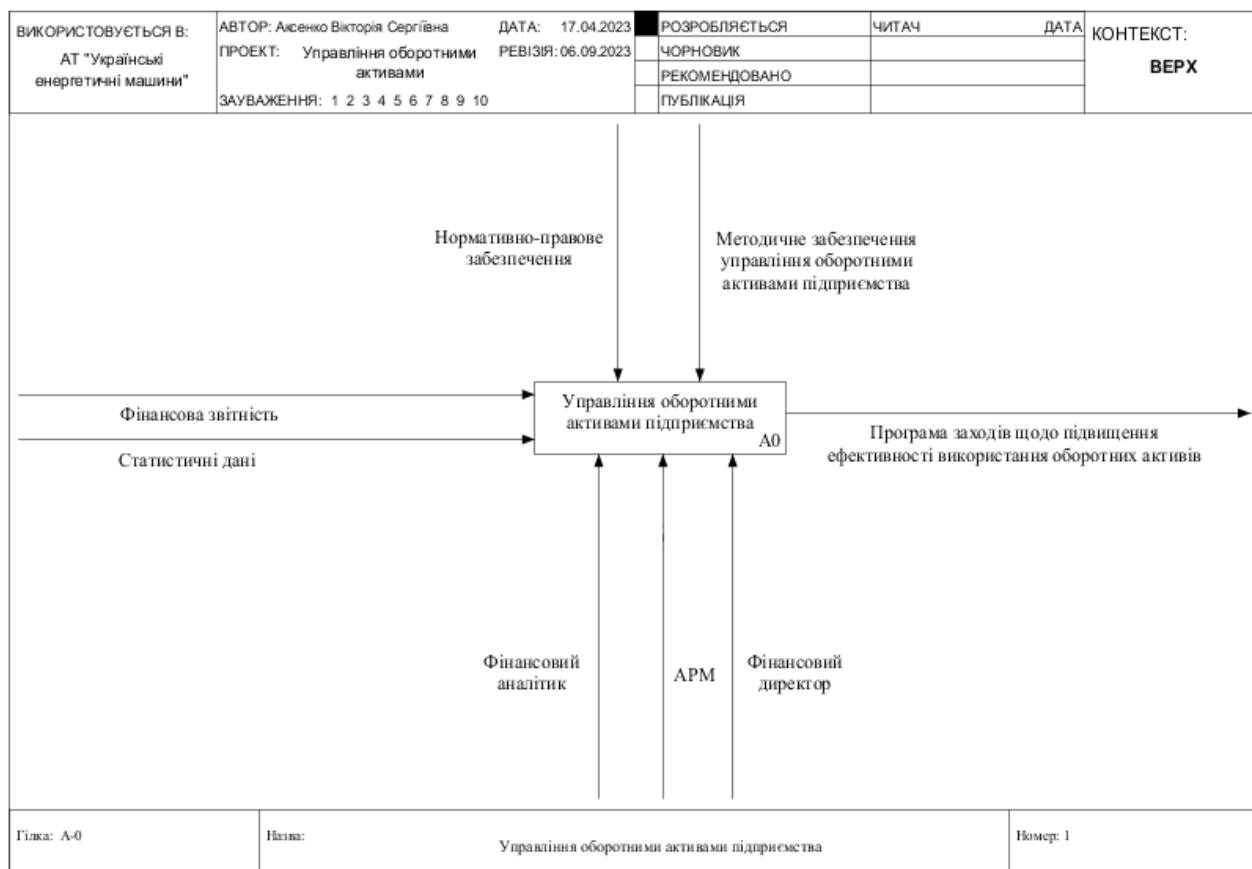 ВИКОРИСТОВУЄТЬСЯ В:
АТ "Українські
енергетичні машини"
АВТОР: Аксенко Вікторія Сергіївна
ДАТА: 17.04.2023
ПРОЕКТ: Управління оборотними
активами
РЕВІЗІЯ: 06.09.2023
ЗАУВАЖЕННЯ: 1 2 3 4 5 6 7 8 9 10
РОЗРОБЛЯЄТЬСЯ
ЧОРНОВИК
РЕКОМЕНДОВАНО
ПУБЛІКАЦІЯ
ЧИТАЧ ДАТА
КОНТЕКСТ:
ВЕРХ
Нормативно-правове
забезпечення
Методичне забезпечення
управління оборотними
активами підприємства
Фінансова звітність
Статистичні дані
Управління оборотними
активами підприємства
A0
Програма заходів щодо підвищення
ефективності використання оборотних активів
Фінансовий
аналітик
АРМ
Фінансовий
директор
Гілка: A-0
Назва:
Управління оборотними активами підприємства
Номер: 1